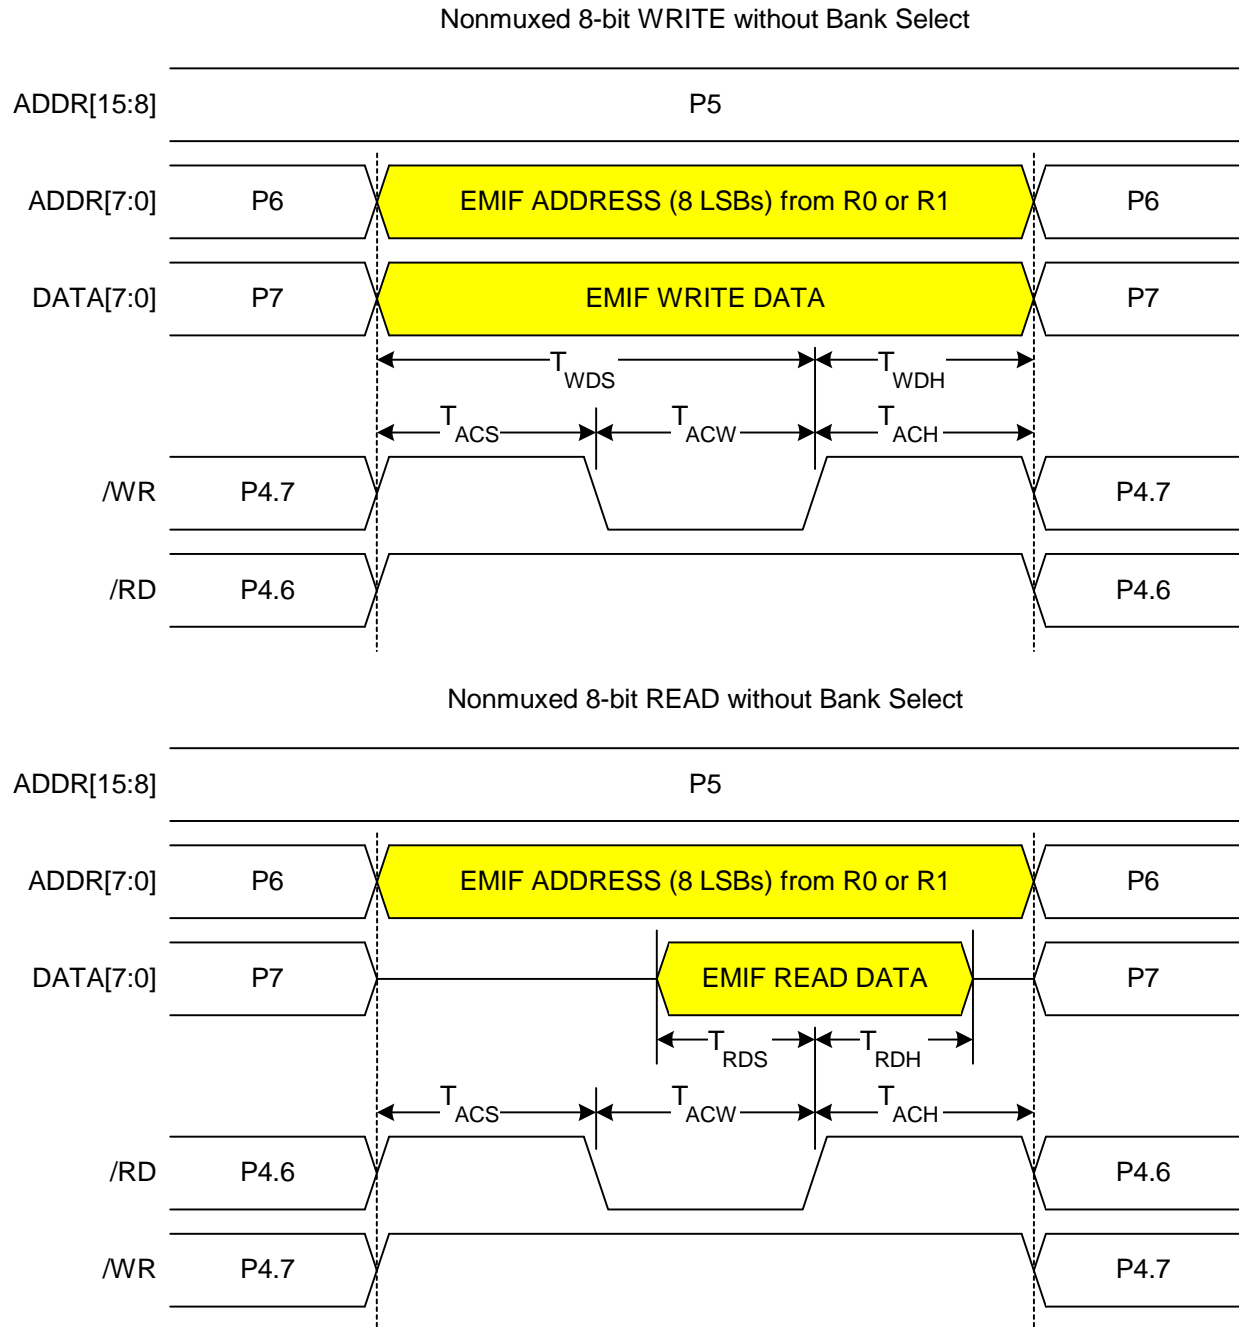 Nonmuxed 8-bit WRITE without Bank Select
ADDR[15:8] P5
ADDR[7:0] P6 EMIF ADDRESS (8 LSBs) from R0 or R1 P6
DATA[7:0] P7 EMIF WRITE DATA P7
TWDS TWDH
TACS TACW TACH
/WR P4.7 P4.7
/RD P4.6 P4.6
Nonmuxed 8-bit READ without Bank Select
ADDR[15:8] P5
ADDR[7:0] P6 EMIF ADDRESS (8 LSBs) from R0 or R1 P6
DATA[7:0] P7 EMIF READ DATA P7
TRDS TRDH
TACS TACW TACH
/RD P4.6 P4.6
/WR P4.7 P4.7